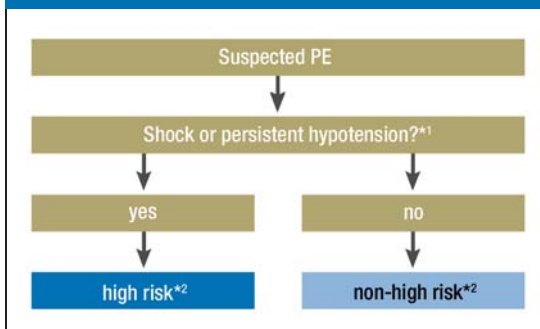 Suspected PE
Shock or persistent hypotension?*1
yes
no
high risk*2
non-high risk*2